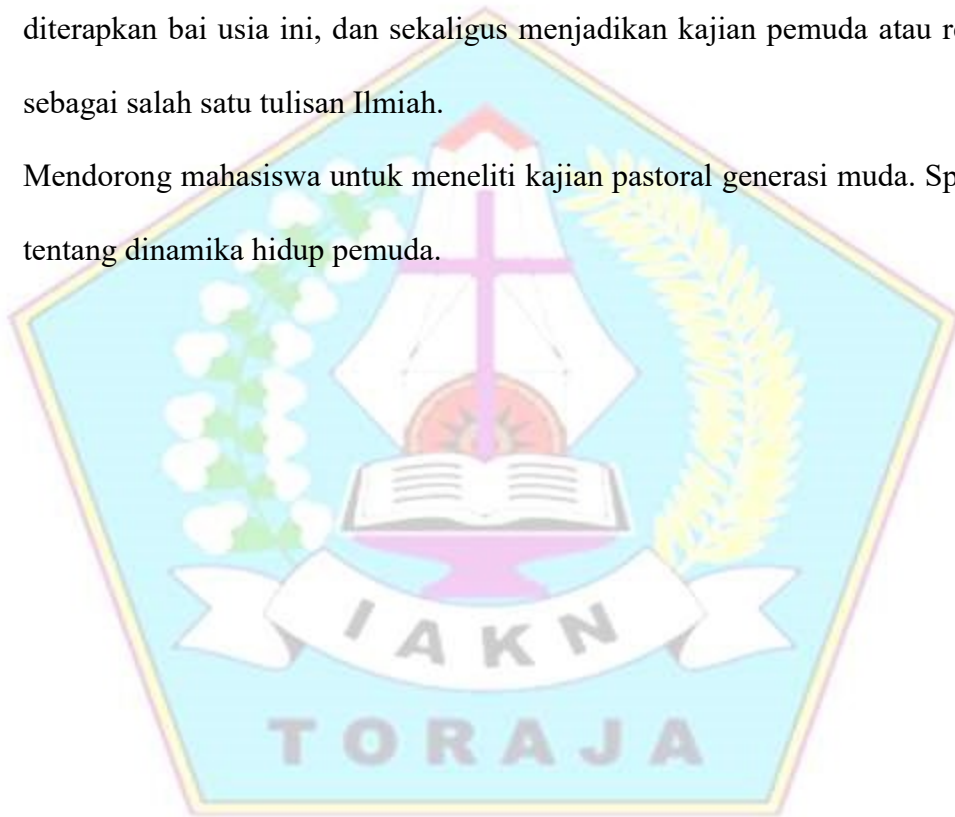 diterapkan bai usia ini, dan sekaligus menjadikan kajian pemuda atau
sebagai salah satu tulisan Ilmiah.
Mendorong mahasiswa untuk meneliti kajian pastoral generasi muda.
tentang dinamika hidup pemuda.
IAKN
TORAJA